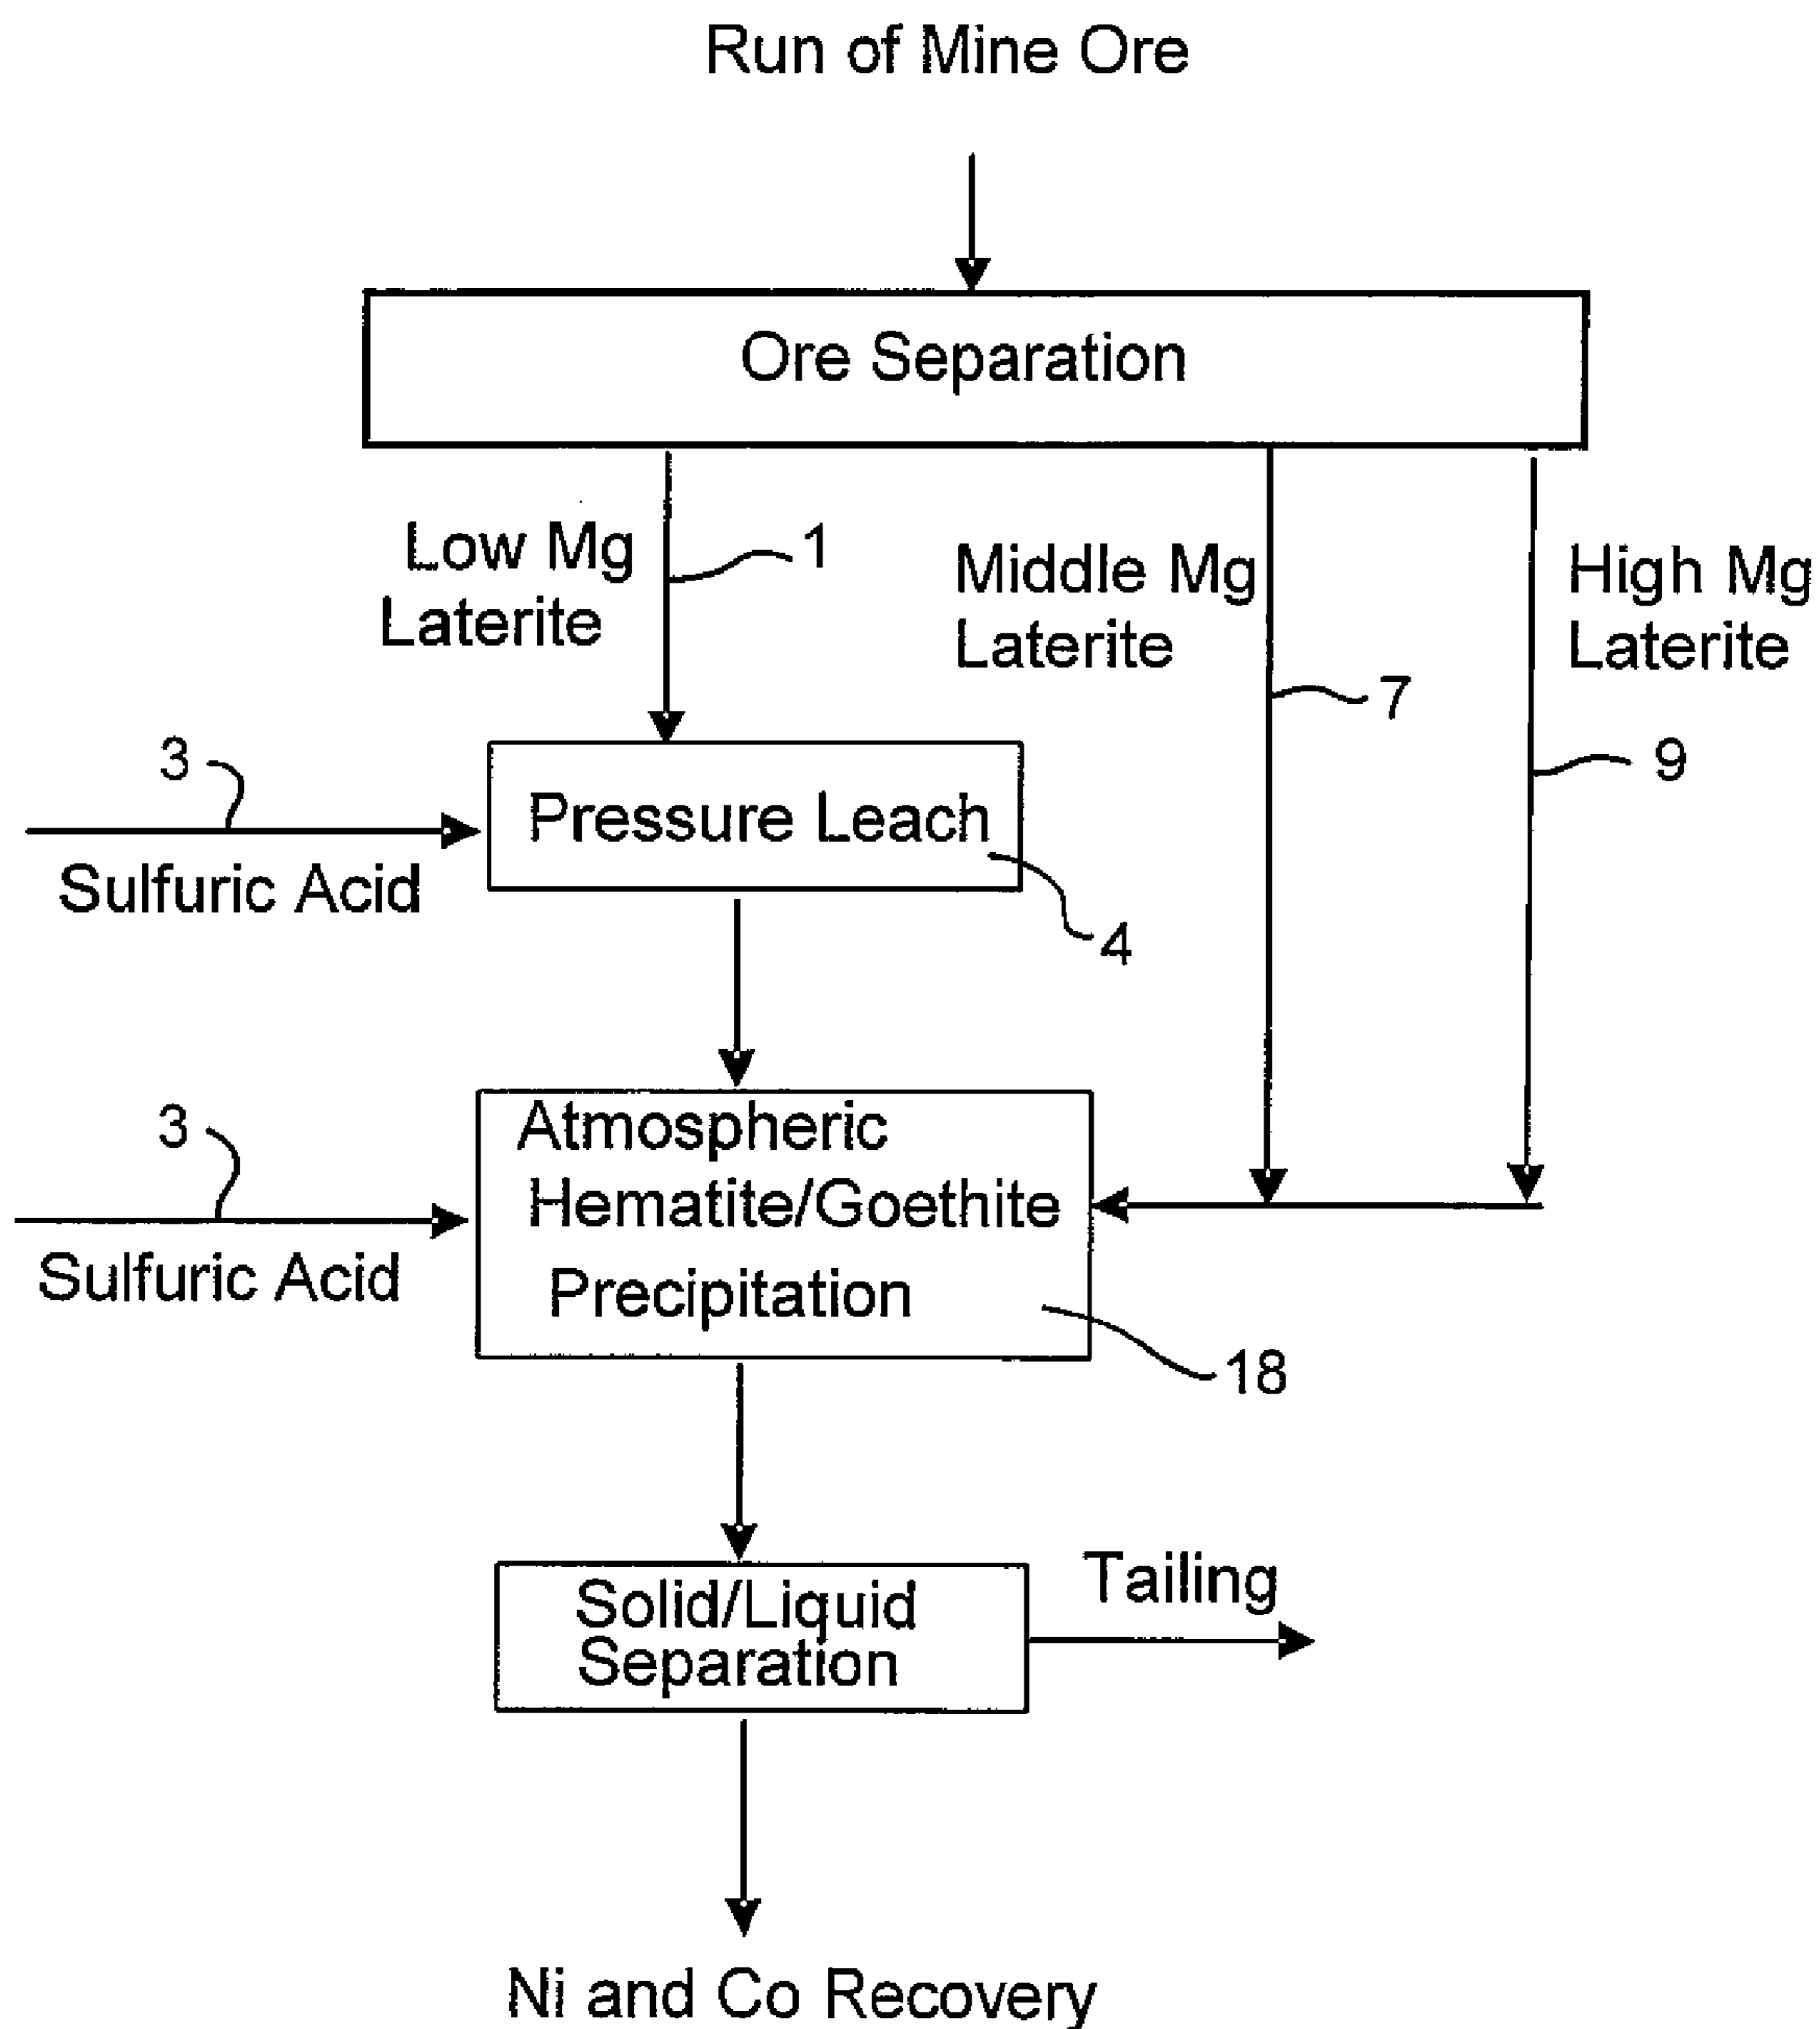 Run of Mine Ore
Ore Separation
Low Mg
Laterite
1
Middle Mg
Laterite
7
High Mg
Laterite
9
3
Sulfuric Acid
Pressure Leach
4
3
Sulfuric Acid
Atmospheric
Hematite/Goethite
Precipitation
18
Solid/Liquid
Separation
Tailing
Ni and Co Recovery